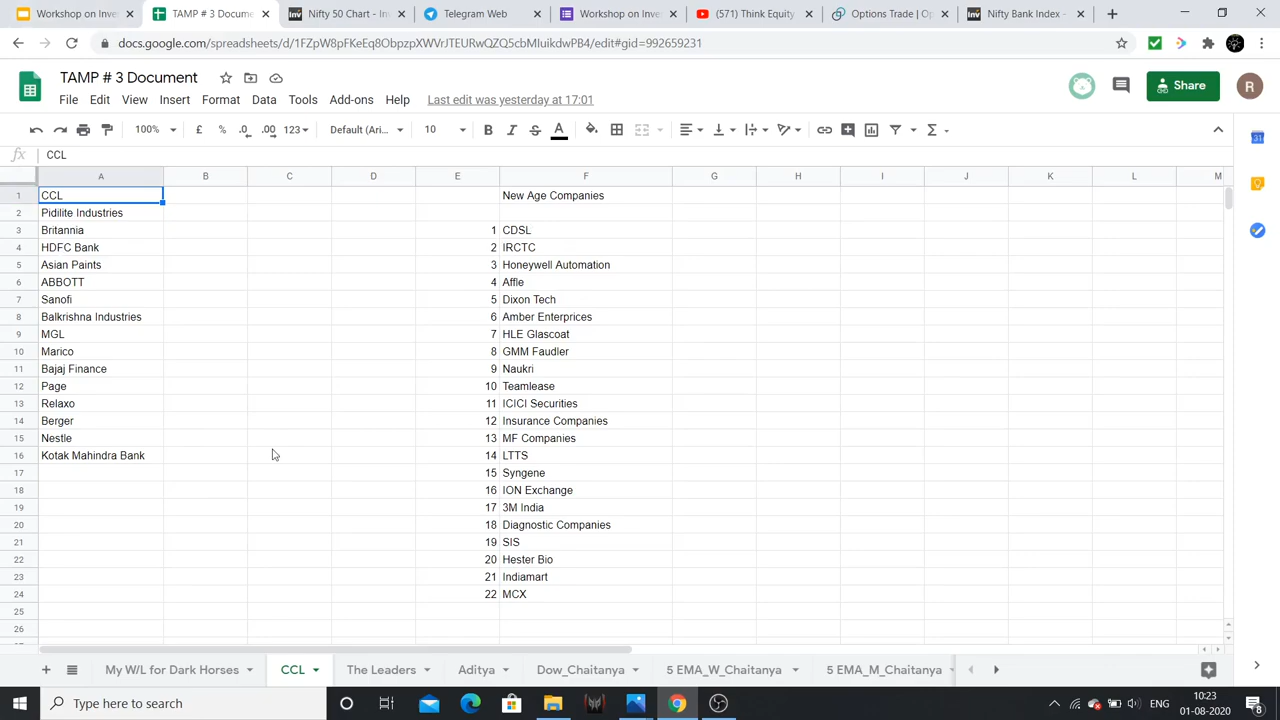 Workshop on Inve
TAMP # 3 Docume
Nifty 50 Chart - In
Telegram Web
Workshop on Inve
(571) Think Equity
Options Trade | Op
Nifty Bank Index -
docs.google.com/spreadsheets/d/1FZpW8pFKeEq8ObpzpXWVrJTEURwQZQ5cbMIuikdwPB4/edit#gid=992659231
TAMP # 3 Document
File Edit View Insert Format Data Tools Add-ons Help Last edit was yesterday at 17:01
Share
R
100% £ % .0 .00 123 Default (Ari... 10 B I S A
fx CCL
A B C D E F G H I J K L M
1 CCL New Age Companies
2 Pidilite Industries
3 Britannia 1 CDSL
4 HDFC Bank 2 IRCTC
5 Asian Paints 3 Honeywell Automation
6 ABBOTT 4 Affle
7 Sanofi 5 Dixon Tech
8 Balkrishna Industries 6 Amber Enterprices
9 MGL 7 HLE Glascoat
10 Marico 8 GMM Faudler
11 Bajaj Finance 9 Naukri
12 Page 10 Teamlease
13 Relaxo 11 ICICI Securities
14 Berger 12 Insurance Companies
15 Nestle 13 MF Companies
16 Kotak Mahindra Bank 14 LTTS
17 15 Syngene
18 16 ION Exchange
19 17 3M India
20 18 Diagnostic Companies
21 19 SIS
22 20 Hester Bio
23 21 Indiamart
24 22 MCX
25
26
My W/L for Dark Horses CCL The Leaders Aditya Dow_Chaitanya 5 EMA_W_Chaitanya 5 EMA_M_Chaitanya
Type here to search
ENG
10:23
01-08-2020
8